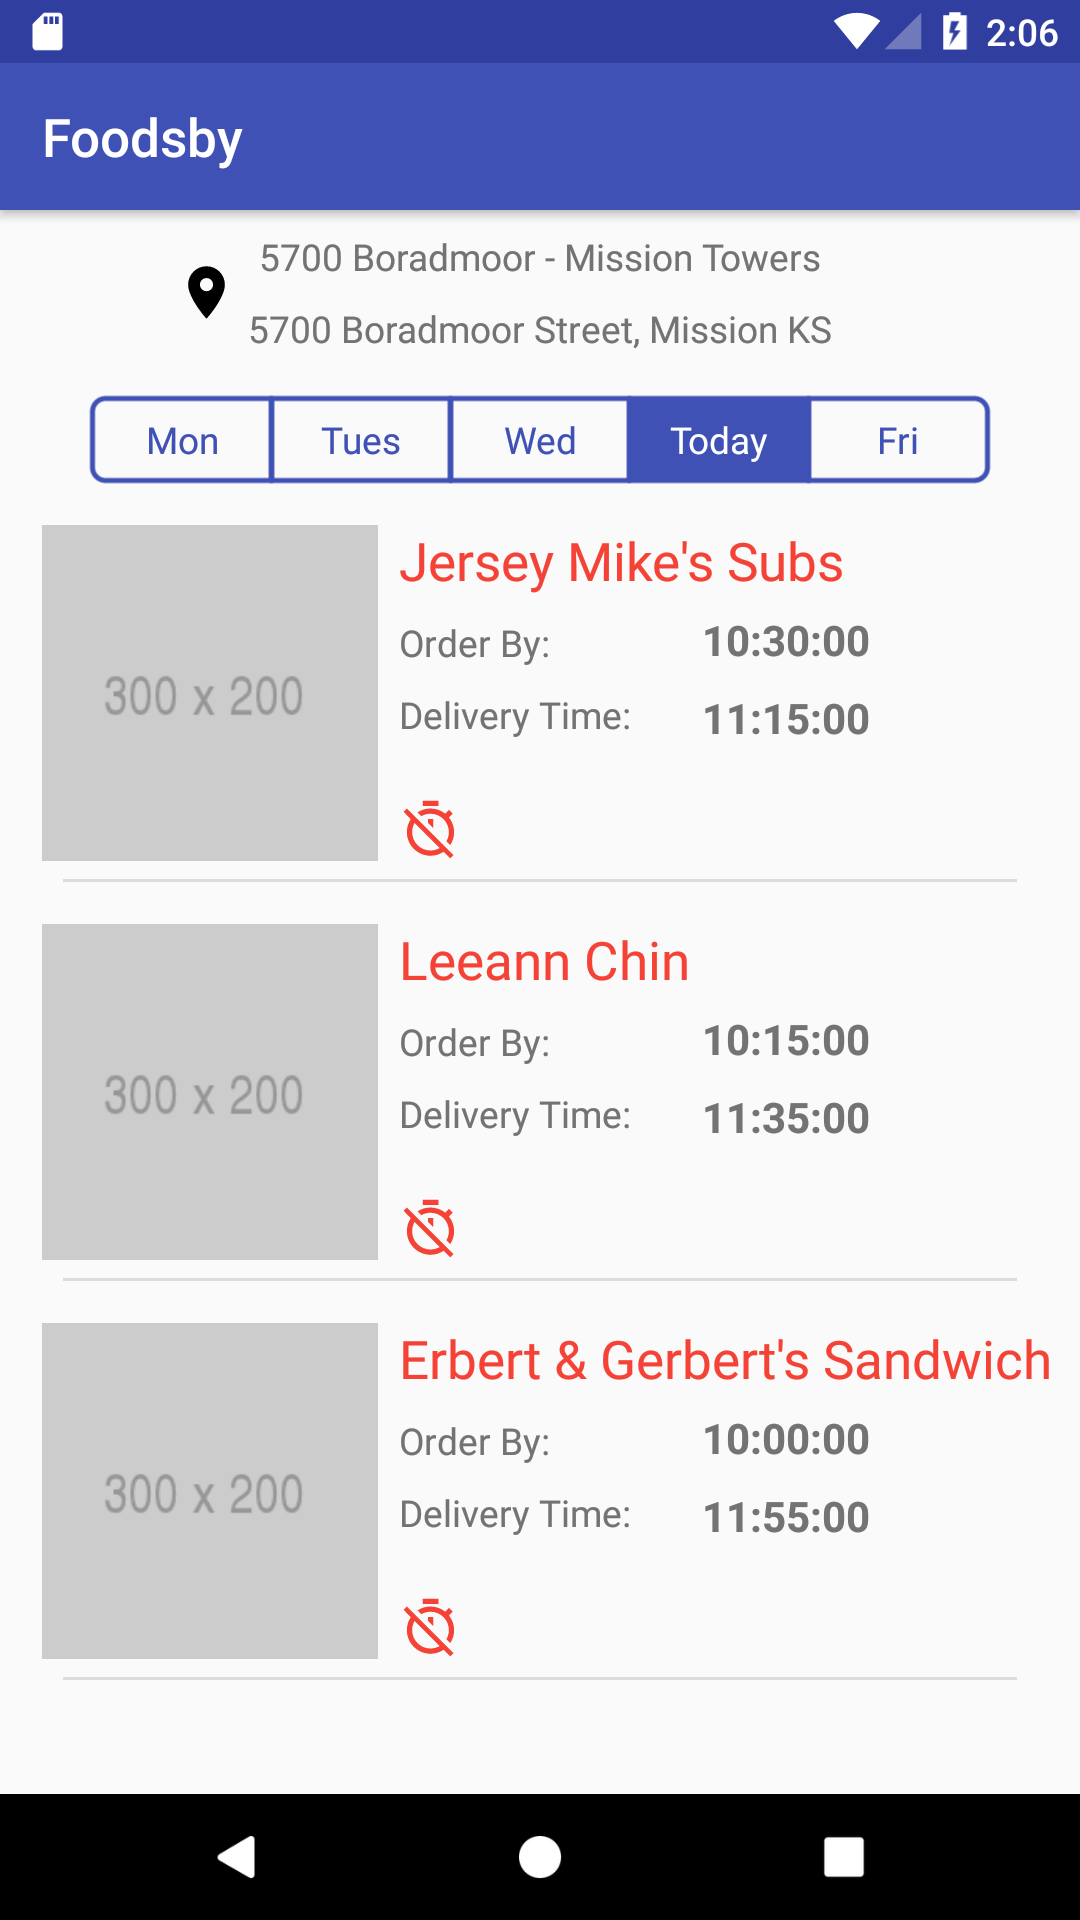 2:06
Foodsby
5700 Boradmoor - Mission Towers
5700 Boradmoor Street, Mission KS
Mon Tues Wed Today Fri
300 x 200
Jersey Mike's Subs
Order By: 10:30:00
Delivery Time: 11:15:00
300 x 200
Leeann Chin
Order By: 10:15:00
Delivery Time: 11:35:00
300 x 200
Erbert & Gerbert's Sandwich
Order By: 10:00:00
Delivery Time: 11:55:00